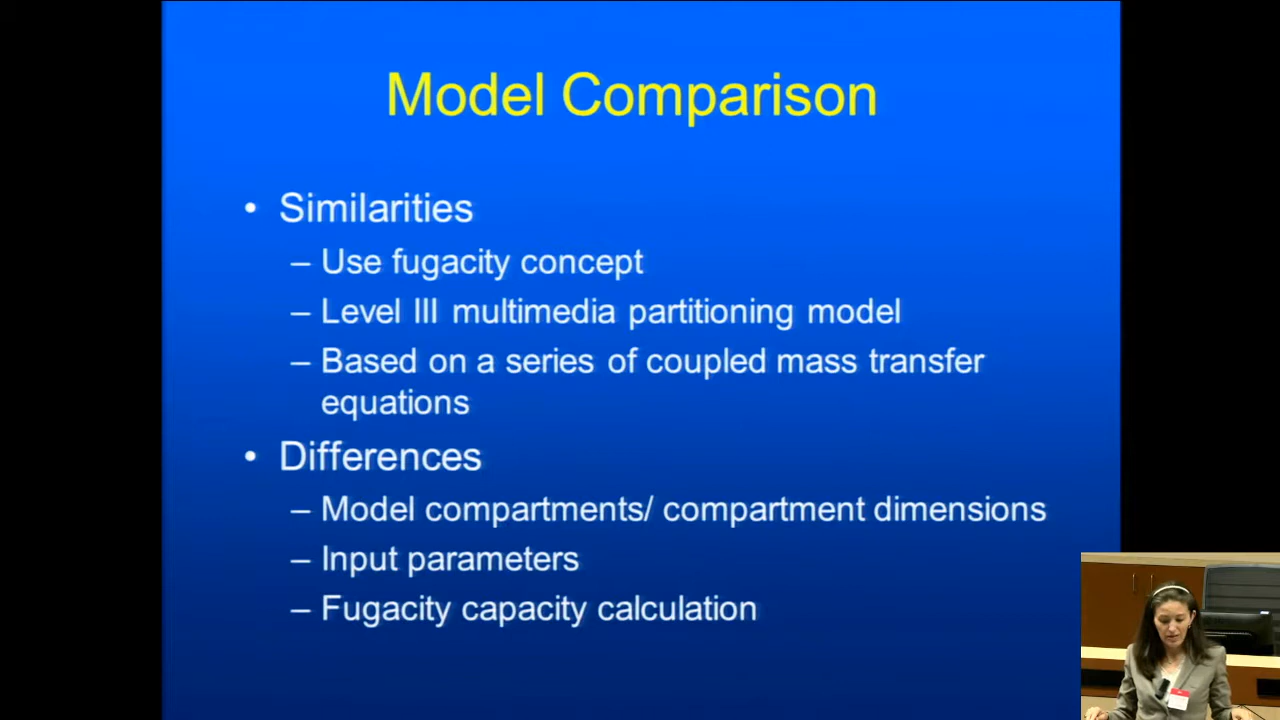 Model Comparison
• Similarities
– Use fugacity concept
– Level III multimedia partitioning model
– Based on a series of coupled mass transfer
equations
• Differences
– Model compartments/ compartment dimensions
– Input parameters
– Fugacity capacity calculation